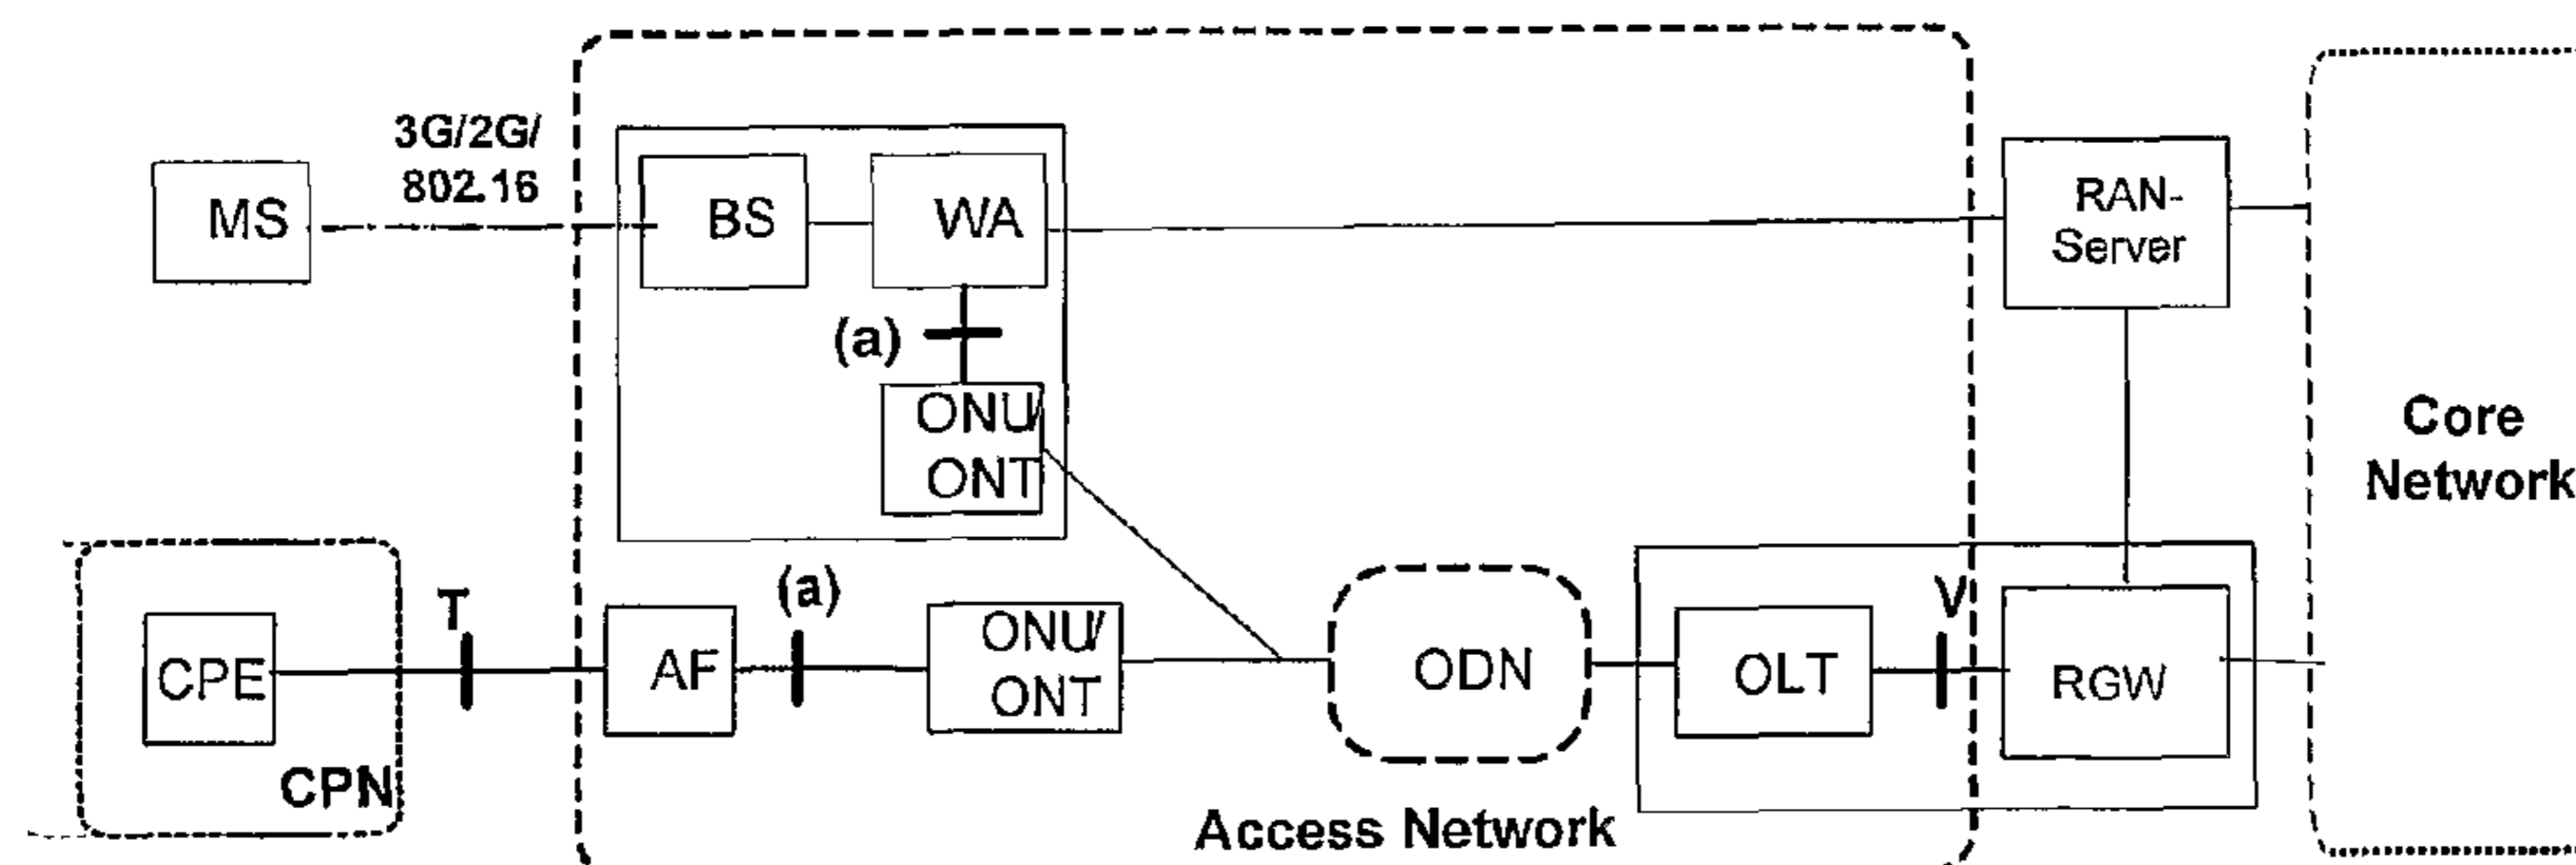 3G/2G/
802.16
MS
BS
WA
RAN-
Server
(a)
ONU/
ONT
Core
Network
T
(a)
V
CPE
AF
ONU/
ONT
ODN
OLT
RGW
CPN
Access Network